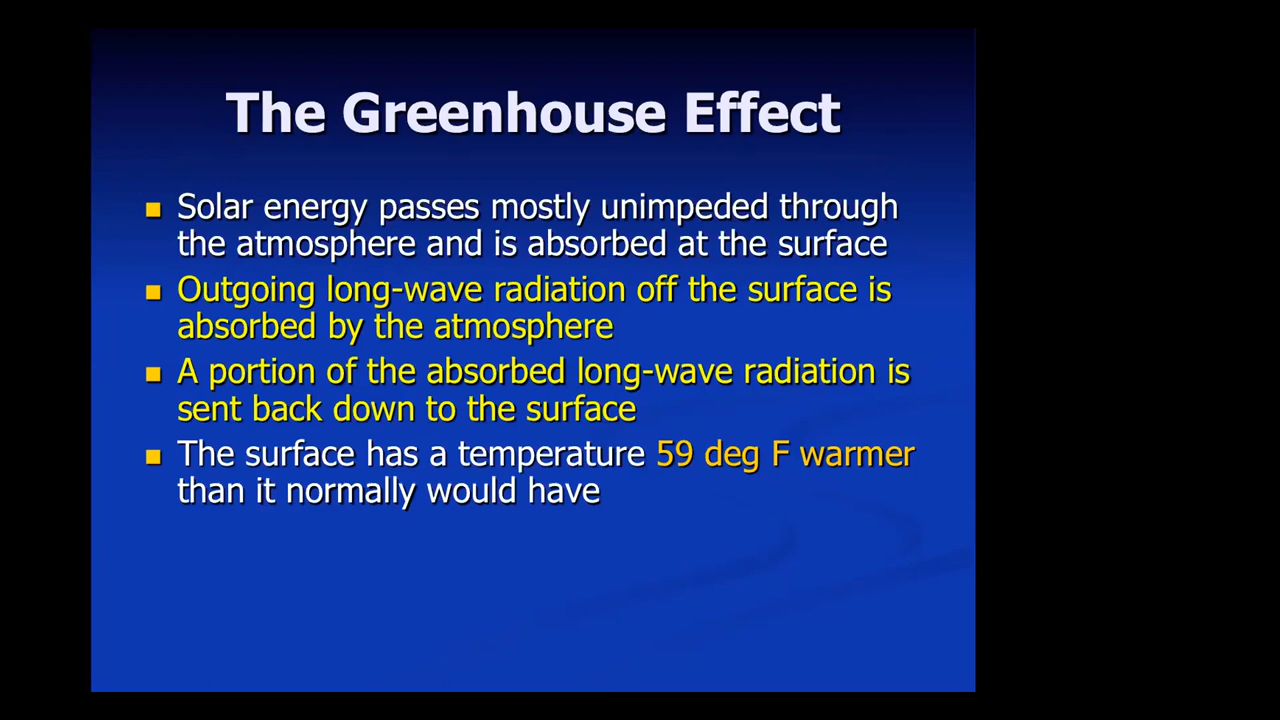 The Greenhouse Effect
Solar energy passes mostly unimpeded through
the atmosphere and is absorbed at the surface
Outgoing long-wave radiation off the surface is
absorbed by the atmosphere
A portion of the absorbed long-wave radiation is
sent back down to the surface
The surface has a temperature 59 deg F warmer
than it normally would have